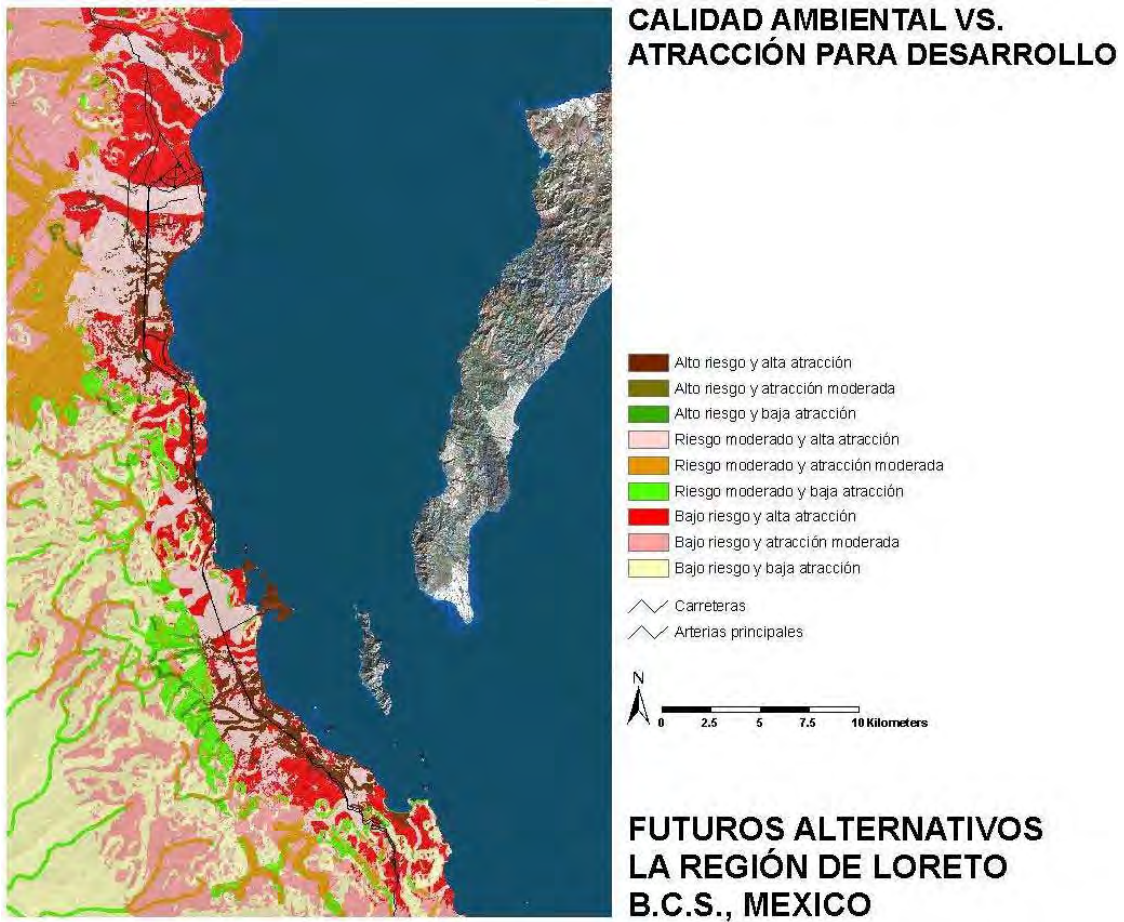 CALIDAD AMBIENTAL VS.
ATRACCIÓN PARA DESARROLLO
Alto riesgo y alta atracción
Alto riesgo y atracción moderada
Alto riesgo y baja atracción
Riesgo moderado y alta atracción
Riesgo moderado y atracción moderada
Riesgo moderado y baja atracción
Bajo riesgo y alta atracción
Bajo riesgo y atracción moderada
Bajo riesgo y baja atracción
Carreteras
Arterias principales
N
0 2.5 5 7.5 10 Kilometers
FUTUROS ALTERNATIVOS
LA REGIÓN DE LORETO
B.C.S., MEXICO